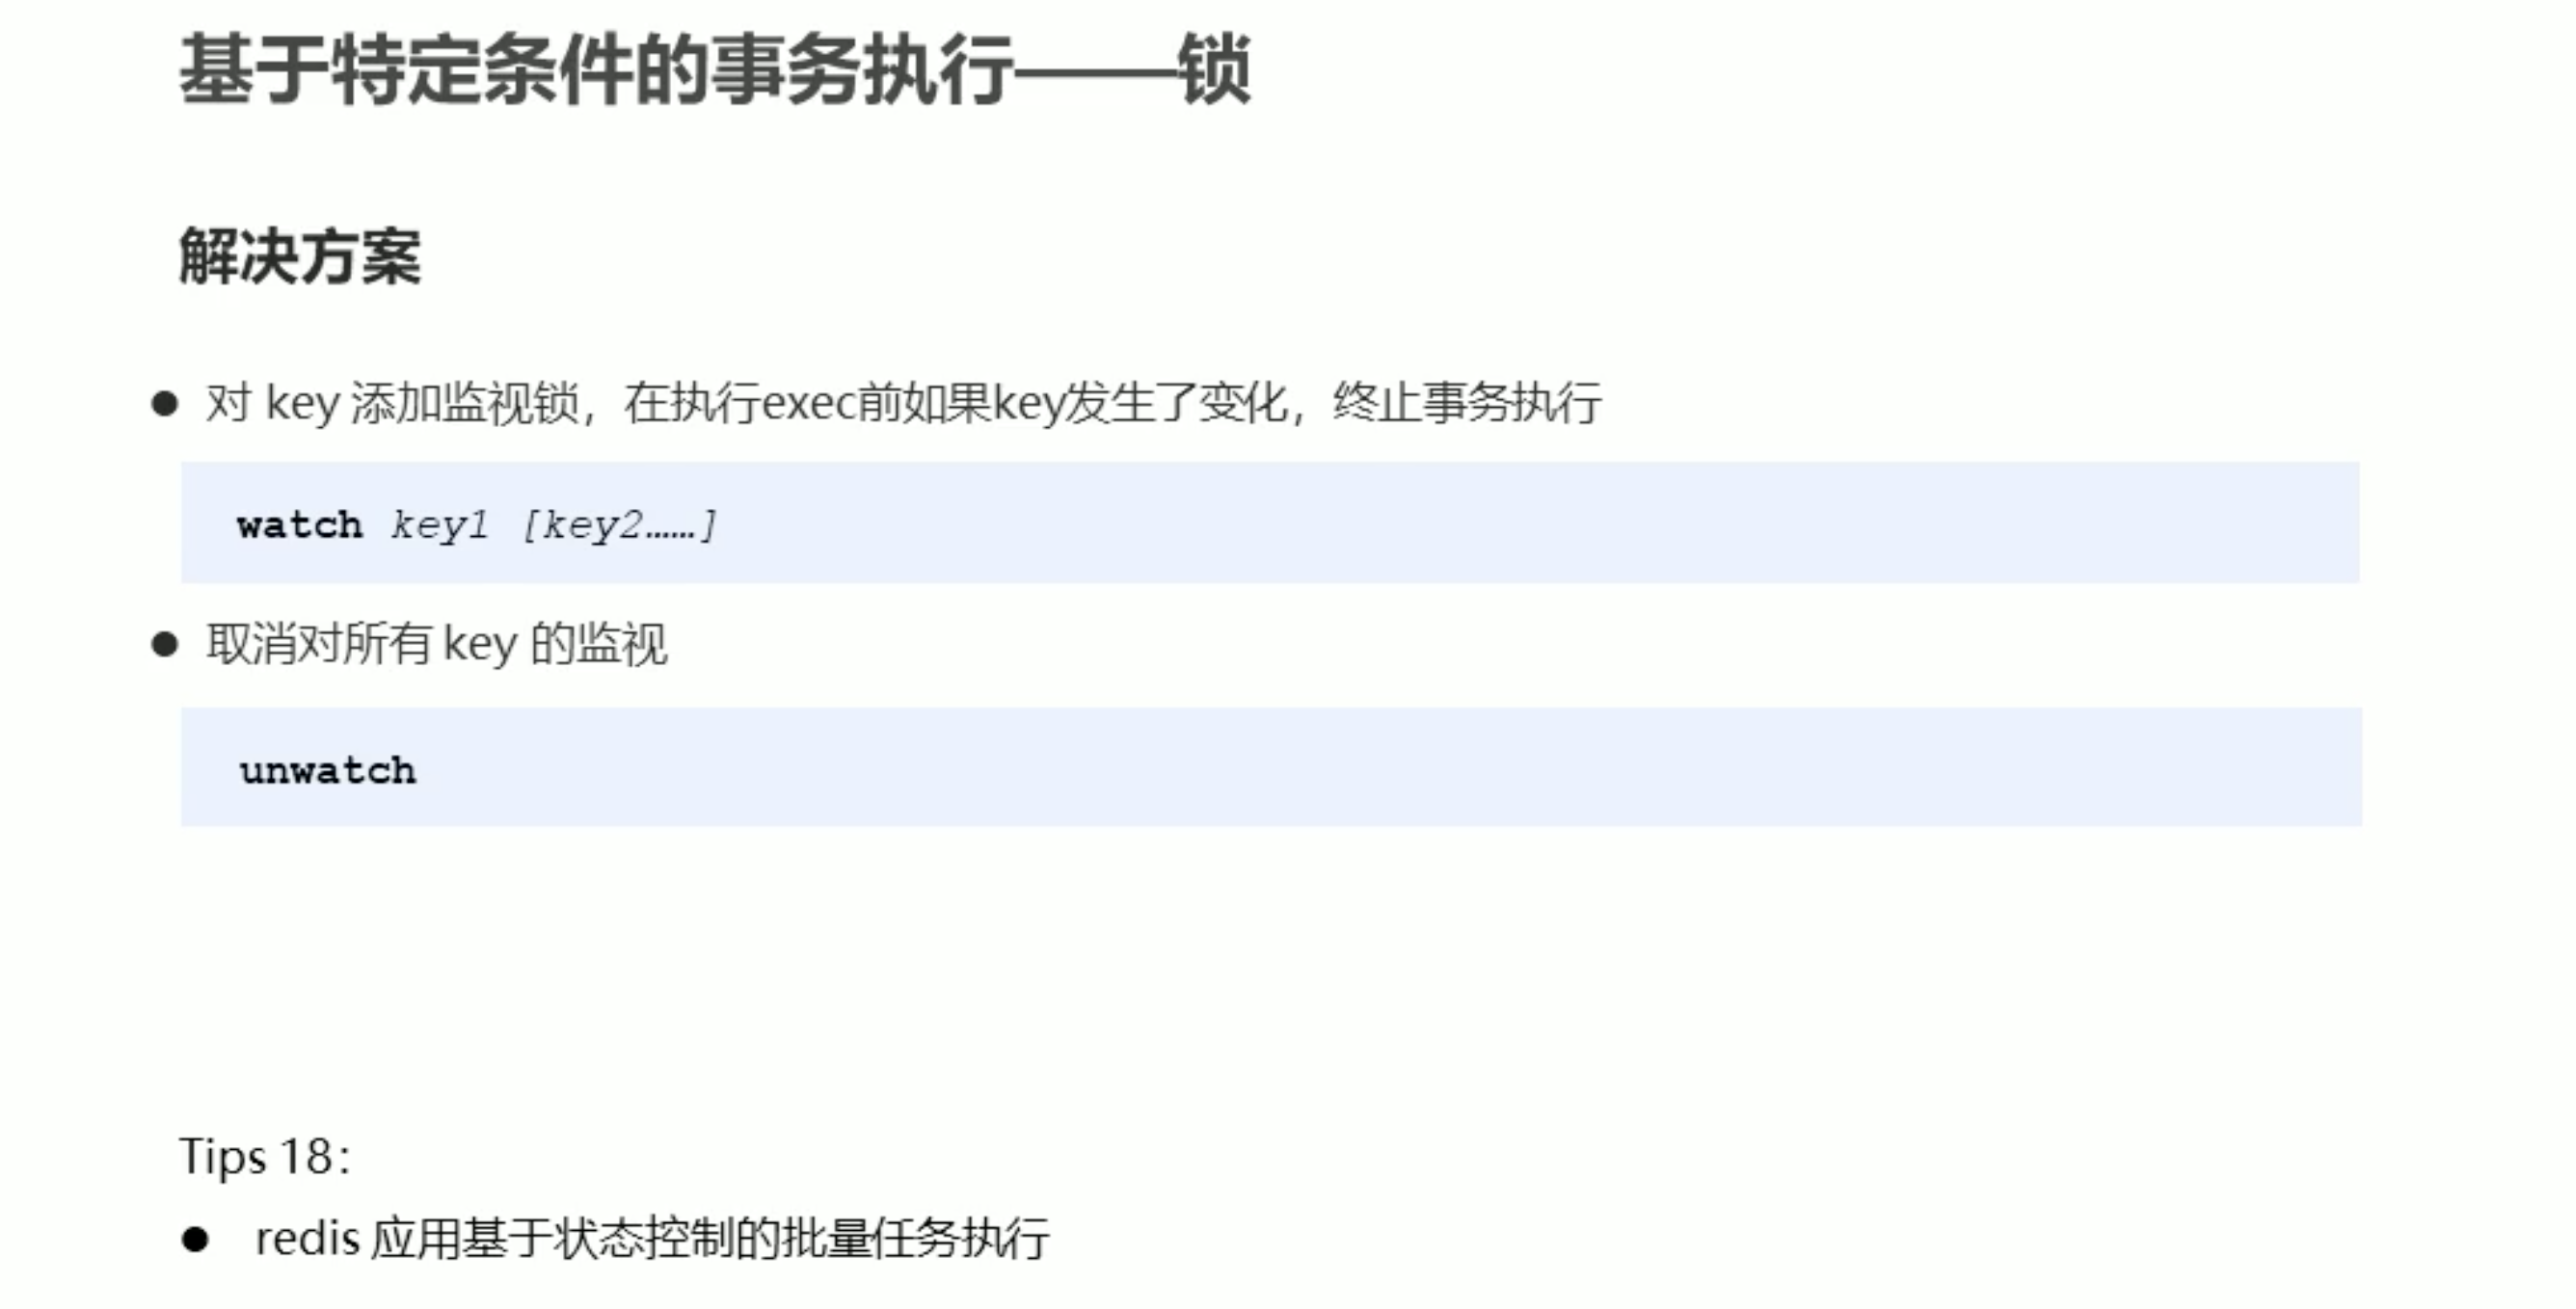 基于特定条件的事务执行——锁
解决方案
● 对 key 添加监视锁，在执行exec前如果key发生了变化，终止事务执行
watch key1 [key2……]
● 取消对所有 key 的监视
unwatch
Tips 18：
● redis 应用基于状态控制的批量任务执行